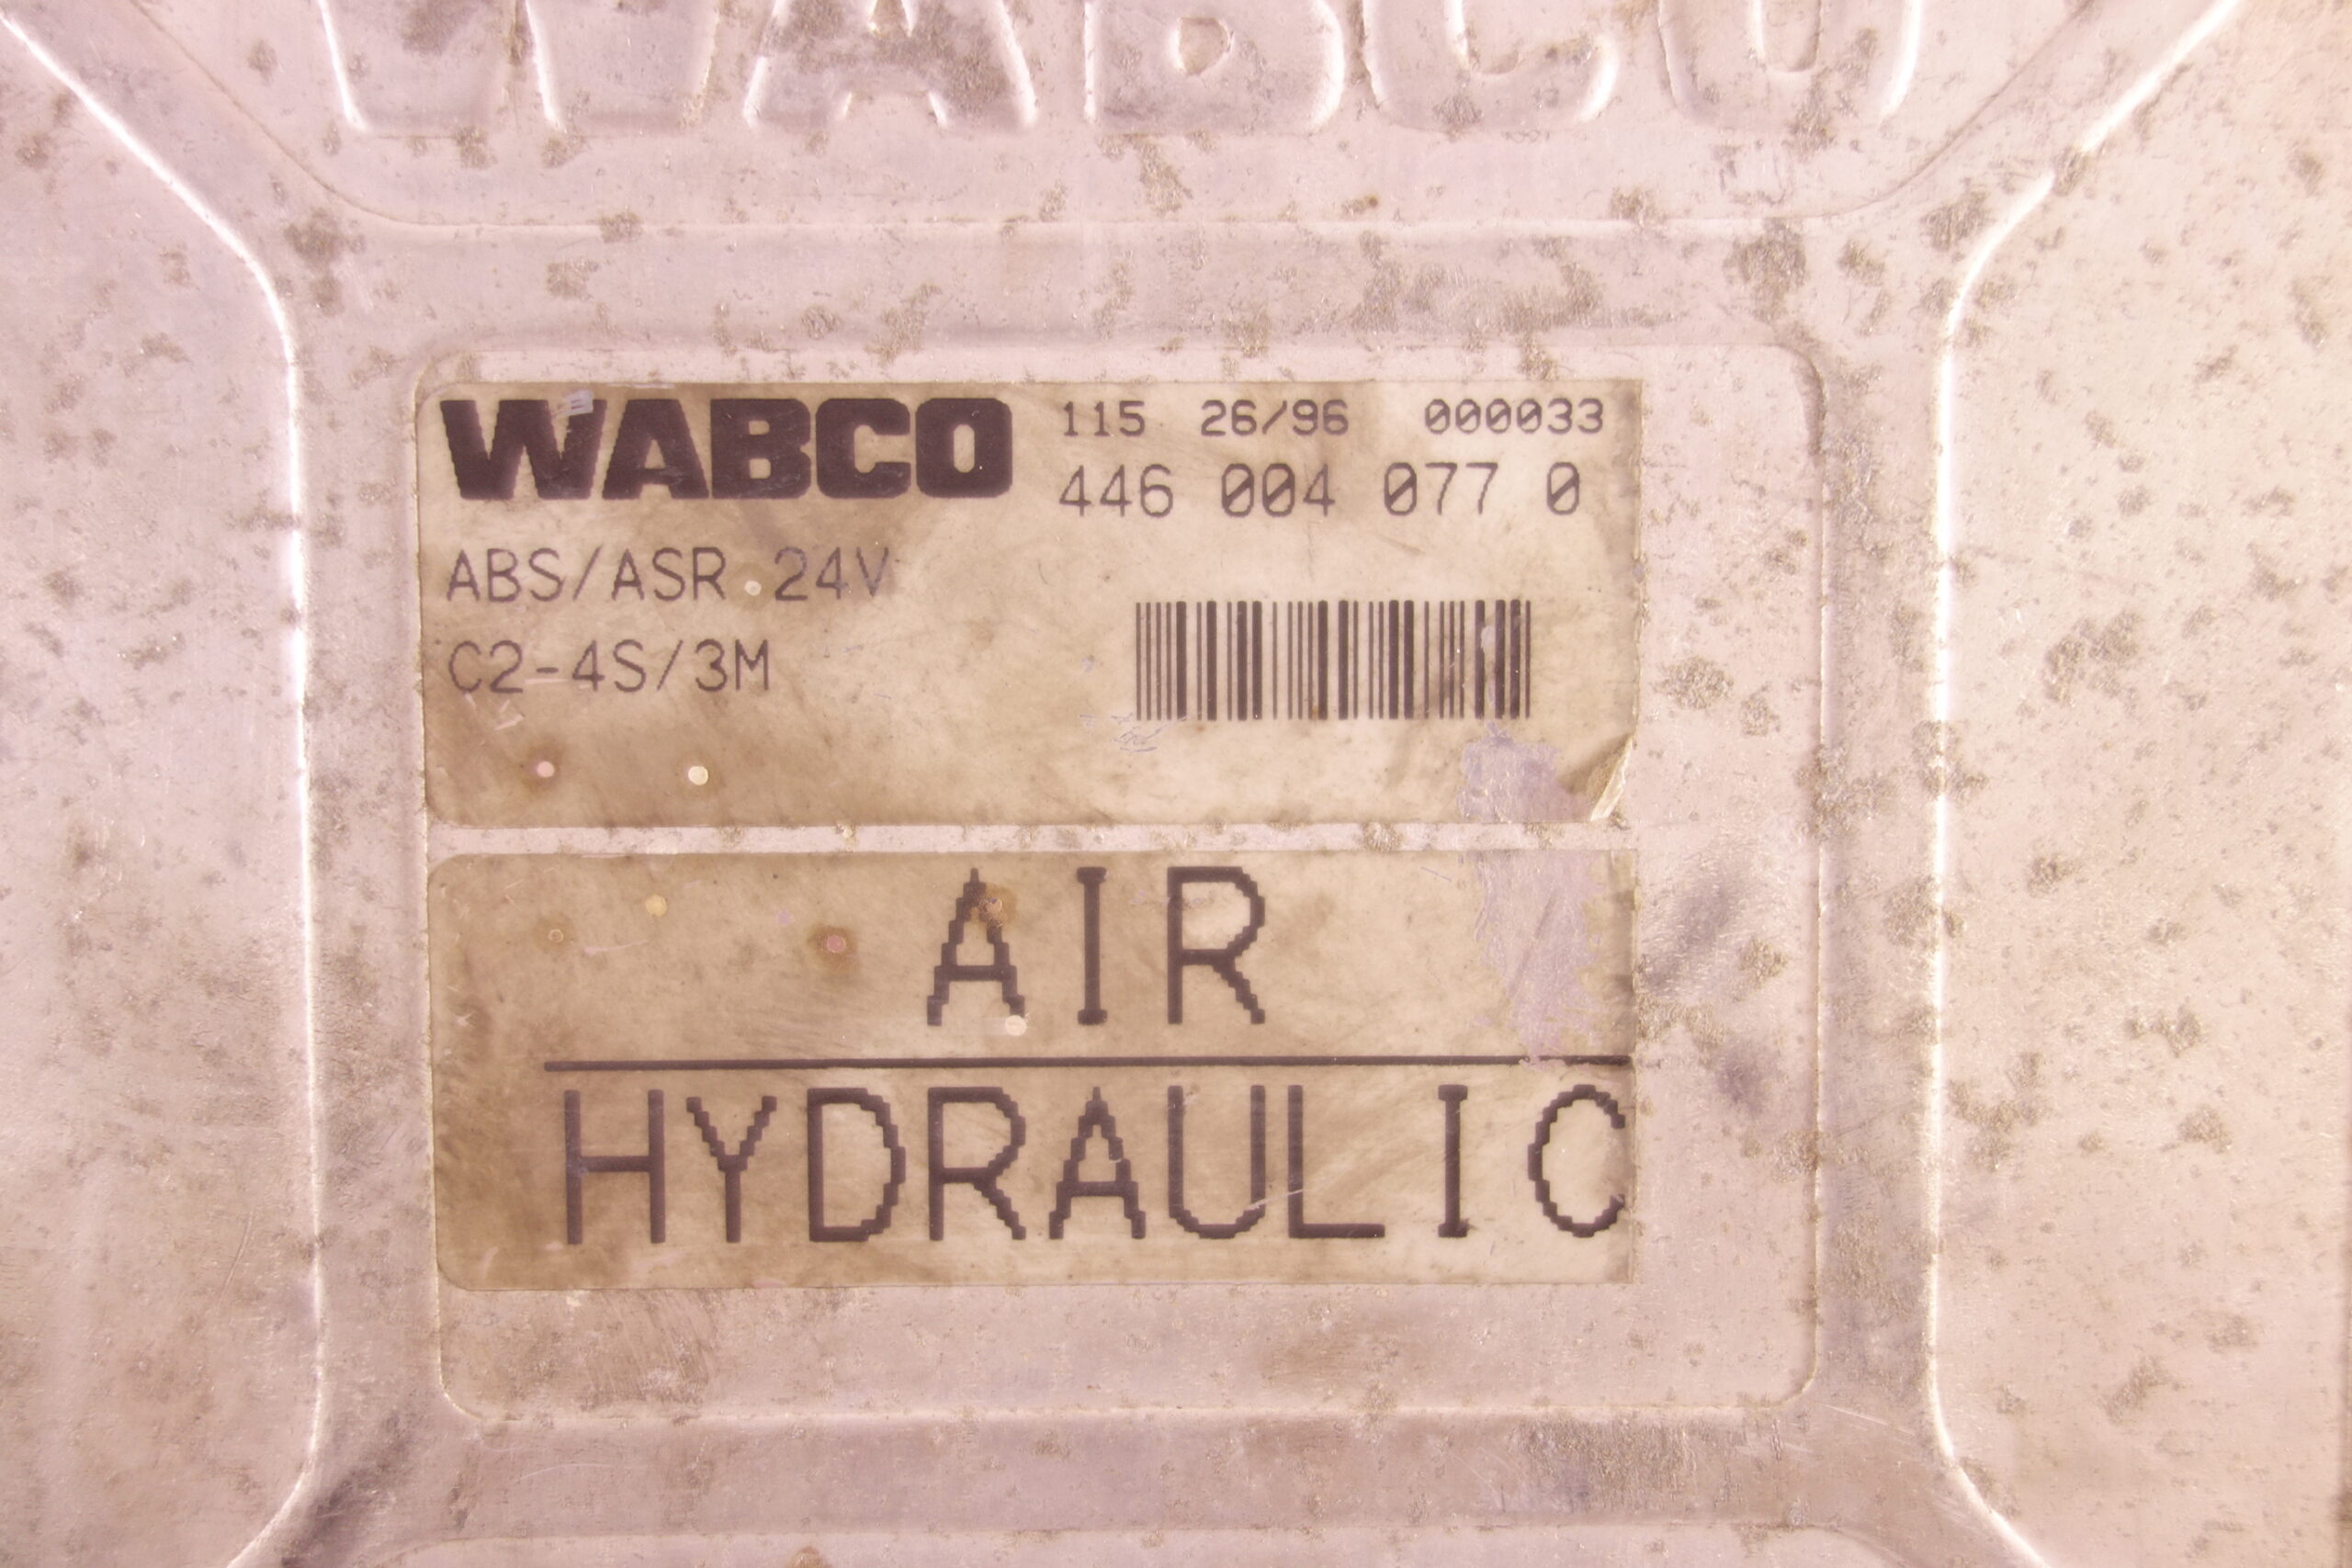 WABCO
WABCO 115 26/96 000033
446 004 077 0
ABS/ASR 24V
C2-4S/3M
AIR
HYDRAULIC